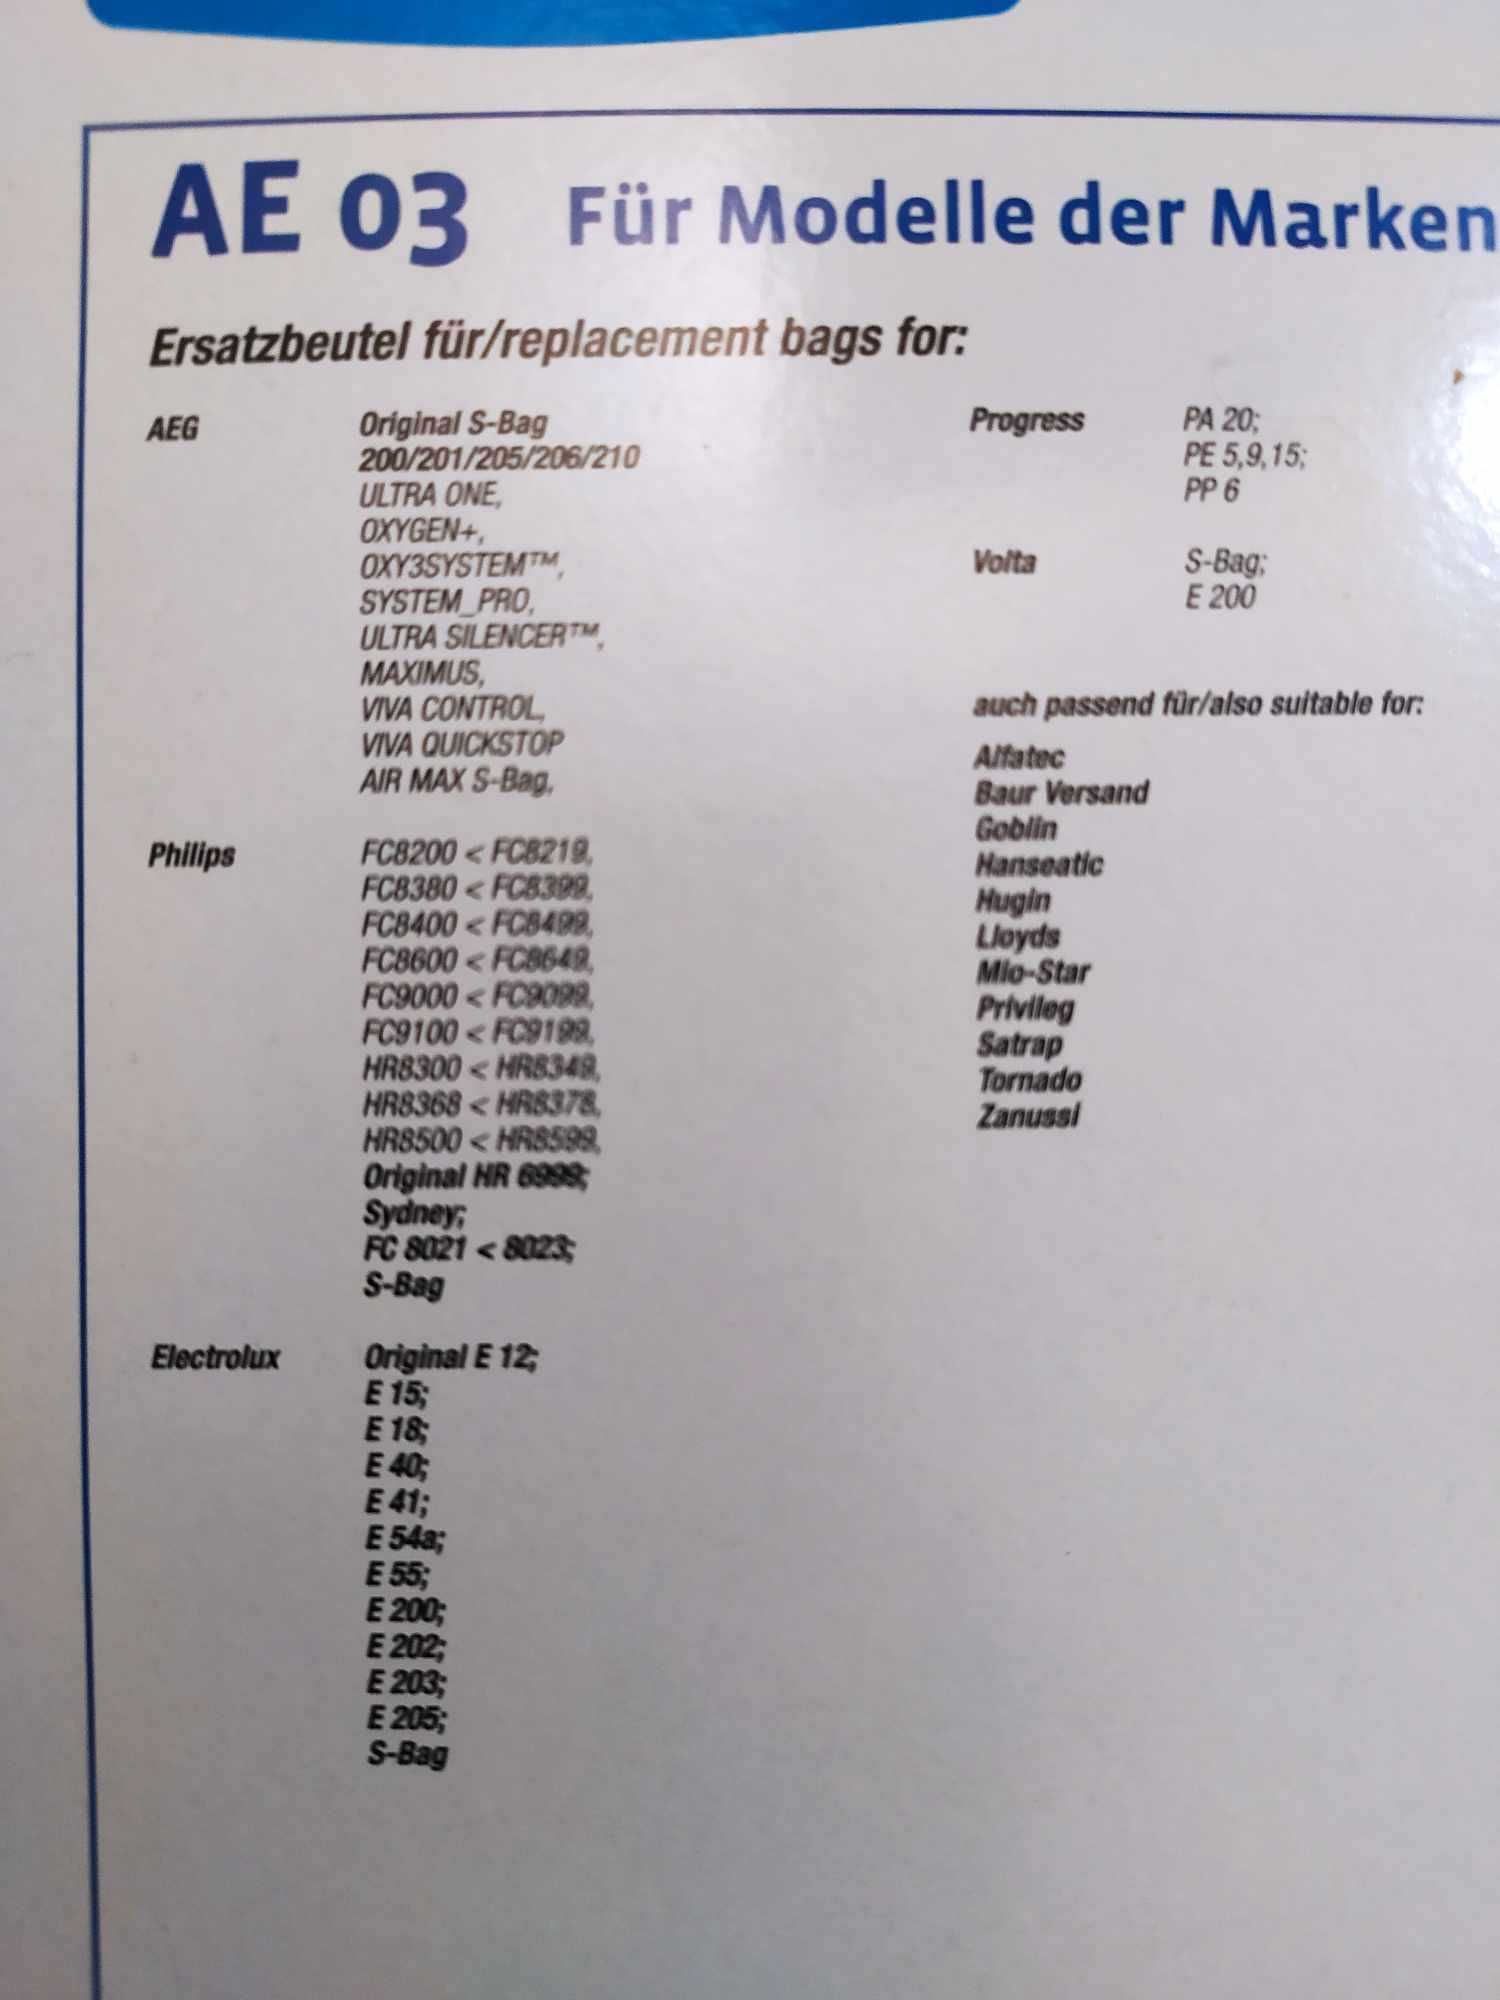 AE 03 Für Modelle der Marken
Ersatzbeutel für/replacement bags for:
AEG Original S-Bag
200/201/205/206/210
ULTRA ONE,
OXYGEN+,
OXY3SYSTEM™,
SYSTEM_PRO,
ULTRA SILENCER™,
MAXIMUS,
VIVA CONTROL,
VIVA QUICKSTOP
AIR MAX S-Bag,
Philips FC8200 < FC8219,
FC8380 < FC8399,
FC8400 < FC8499,
FC8600 < FC8649,
FC9000 < FC9099,
FC9100 < FC9199,
HR8300 < HR8349,
HR8368 < HR8378,
HR8500 < HR8599,
Original HR 6999;
Sydney;
FC 8021 < 8023;
S-Bag
Electrolux Original E 12;
E 15;
E 18;
E 40;
E 41;
E 54a;
E 55;
E 200;
E 202;
E 203;
E 205;
S-Bag
Progress PA 20;
PE 5,9,15;
PP 6
Volta S-Bag;
E 200
auch passend für/also suitable for:
Alfatec
Baur Versand
Goblin
Hanseatic
Hugin
Lloyds
Mio-Star
Privileg
Satrap
Tornado
Zanussi